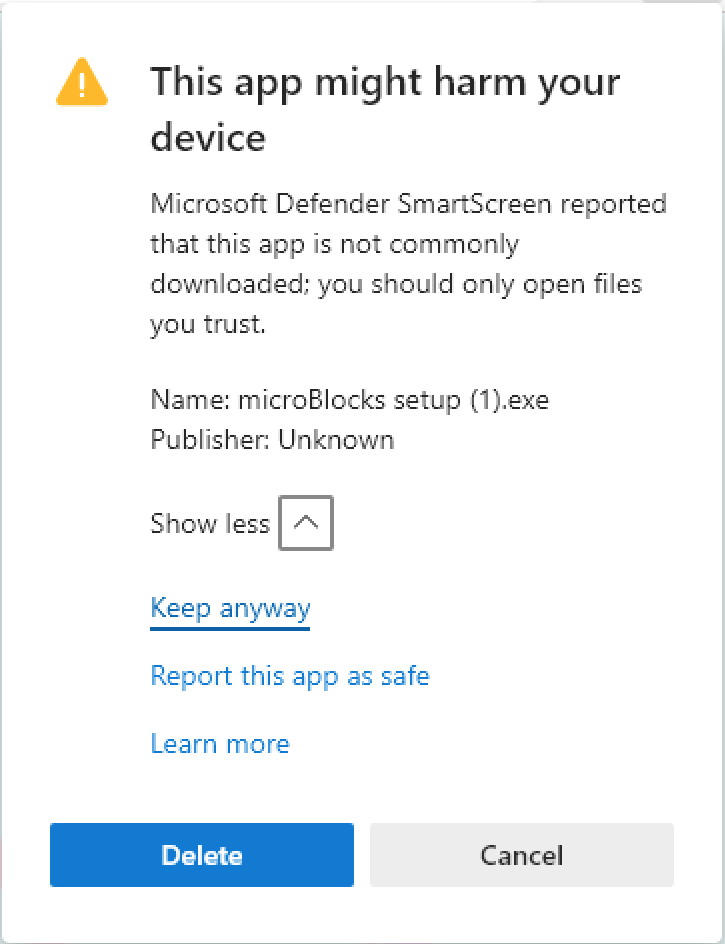 This app might harm your
device
Microsoft Defender SmartScreen reported
that this app is not commonly
downloaded; you should only open files
you trust.
Name: microBlocks setup (1).exe
Publisher: Unknown
Show less
Keep anyway
Report this app as safe
Learn more
Delete
Cancel